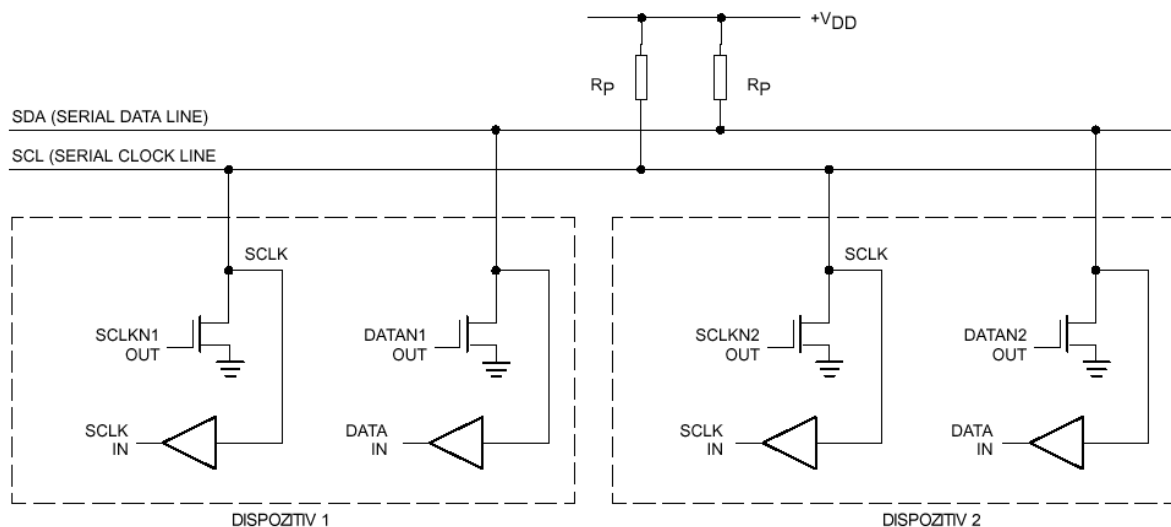 +VDD
RP RP
SDA (SERIAL DATA LINE)
SCL (SERIAL CLOCK LINE
SCLK SCLK
SCLKN1 OUT
DATAN1 OUT
SCLKN2 OUT
DATAN2 OUT
SCLK IN
DATA IN
SCLK IN
DATA IN
DISPOZITIV 1
DISPOZITIV 2